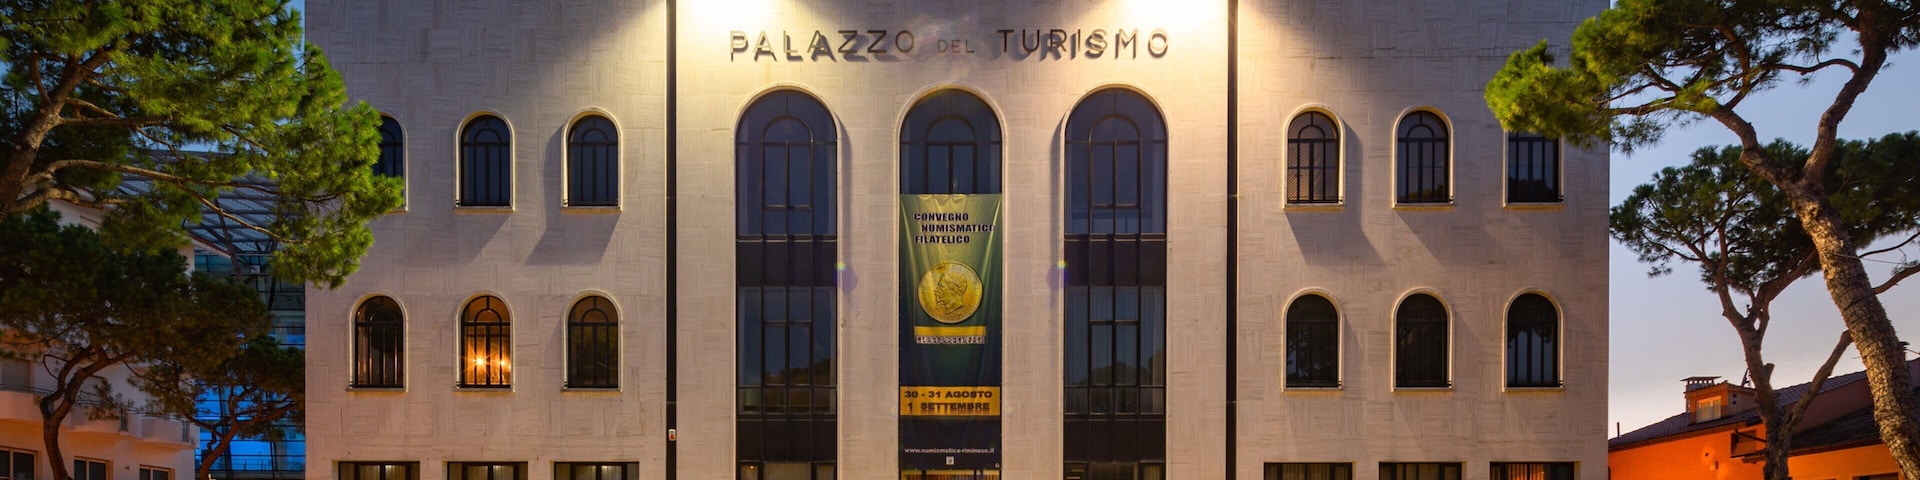 PALAZZO DEL TURISMO
CONVEGNO
NUMISMATICO
FILATELICO
30 - 31 AGOSTO
1 SETTEMBRE
www.numismatica-riminese.it